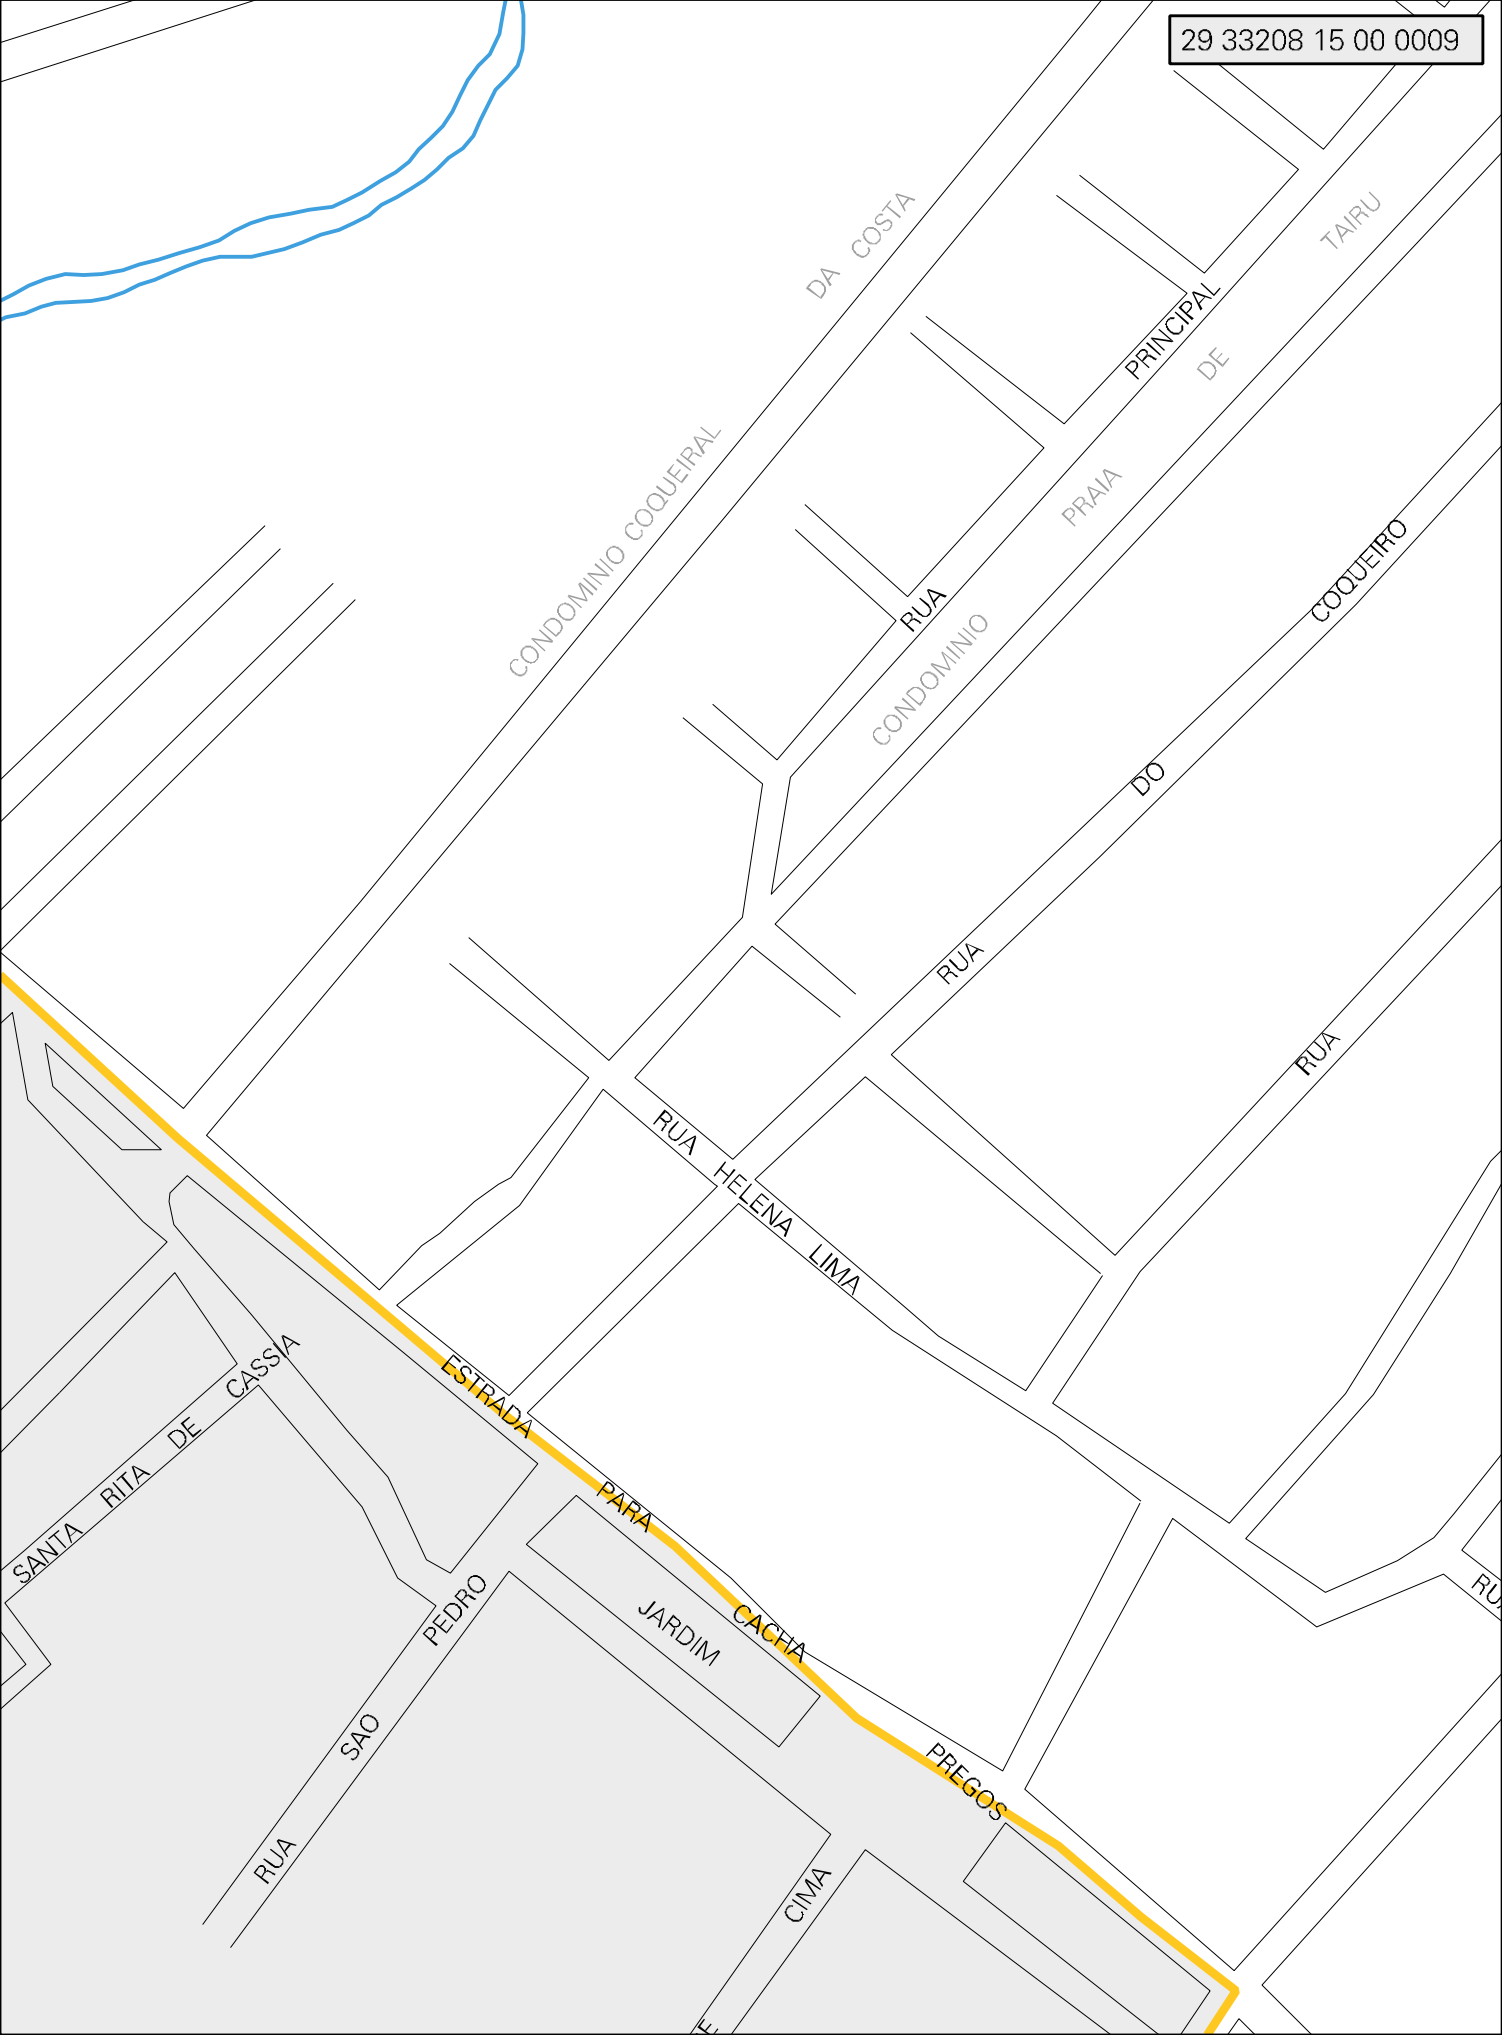 29 33208 15 00 0009
CONDOMINIO COQUEIRAL DA COSTA
RUA PRINCIPAL
CONDOMINIO PRAIA DE TAIRU
RUA DO COQUEIRO
RUA
RUA HELENA LIMA
ESTRADA PARA CACHA PREGOS
SANTA RITA DE CASSIA
RUA SAO PEDRO
JARDIM
CIMA